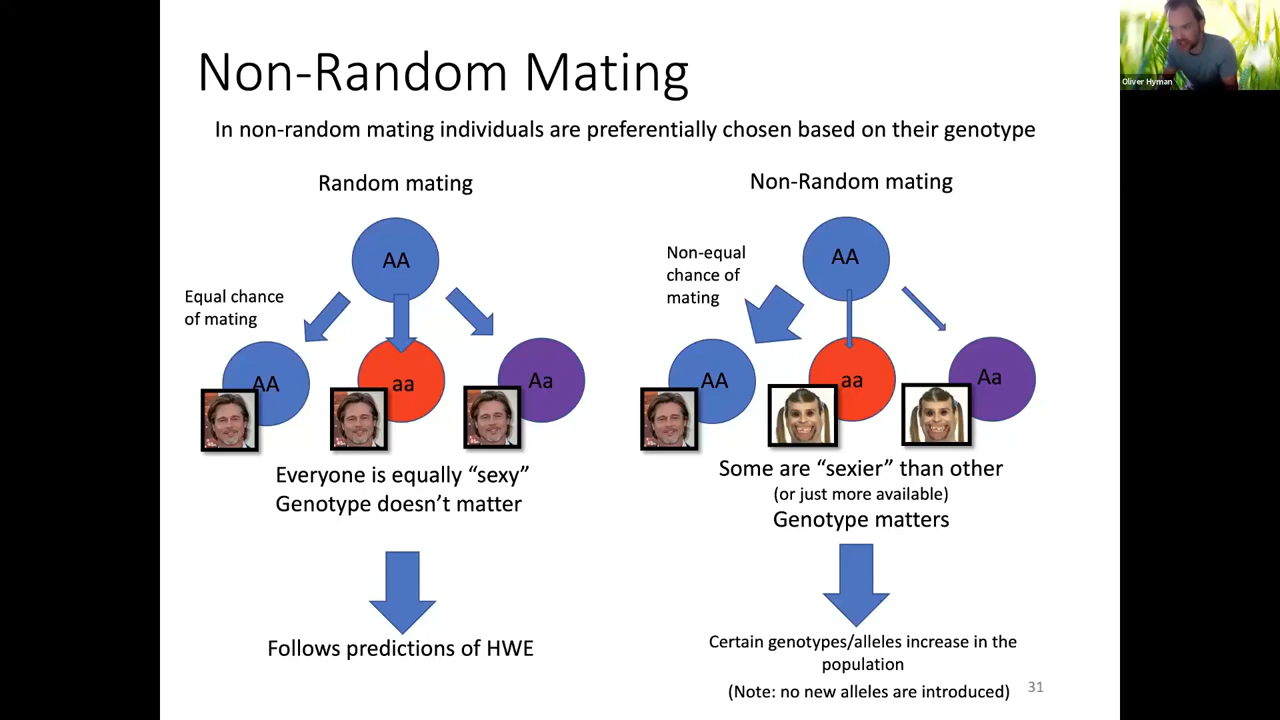 Non-Random Mating
Oliver Hyman
In non-random mating individuals are preferentially chosen based on their genotype
Random mating
AA
Equal chance
of mating
AA
aa
Aa
Everyone is equally “sexy”
Genotype doesn’t matter
Follows predictions of HWE
Non-Random mating
AA
Non-equal
chance of
mating
AA
aa
Aa
Some are “sexier” than other
(or just more available)
Genotype matters
Certain genotypes/alleles increase in the
population
(Note: no new alleles are introduced)
31